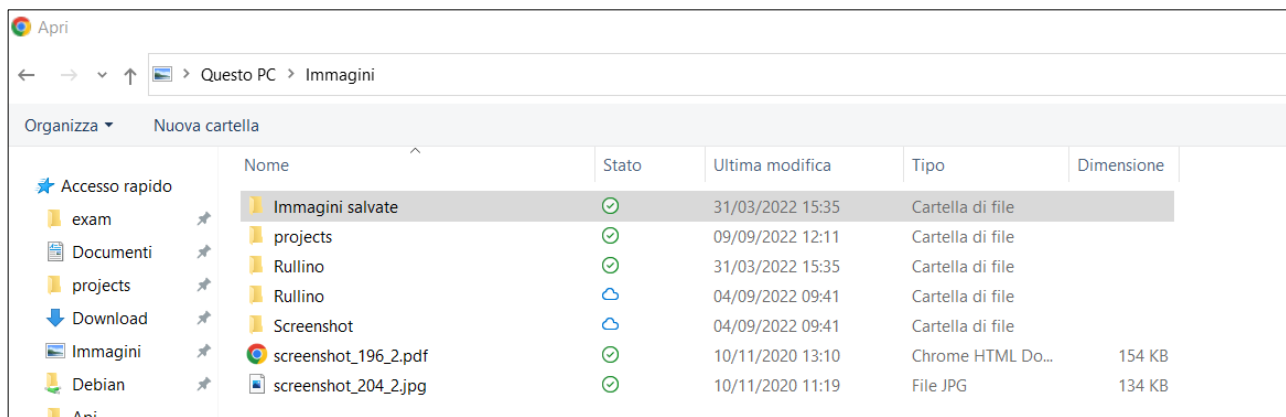 Apri
Questo PC > Immagini
Organizza Nuova cartella
Nome Stato Ultima modifica Tipo Dimensione
Accesso rapido
exam
Documenti
projects
Download
Immagini
Debian
Api
Immagini salvate 31/03/2022 15:35 Cartella di file
projects 09/09/2022 12:11 Cartella di file
Rullino 31/03/2022 15:35 Cartella di file
Rullino 04/09/2022 09:41 Cartella di file
Screenshot 04/09/2022 09:41 Cartella di file
screenshot_196_2.pdf 10/11/2020 13:10 Chrome HTML Do... 154 KB
screenshot_204_2.jpg 10/11/2020 11:19 File JPG 134 KB